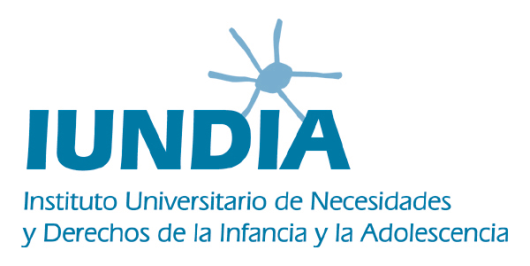 IUNDIA
Instituto Universitario de Necesidades
y Derechos de la Infancia y la Adolescencia